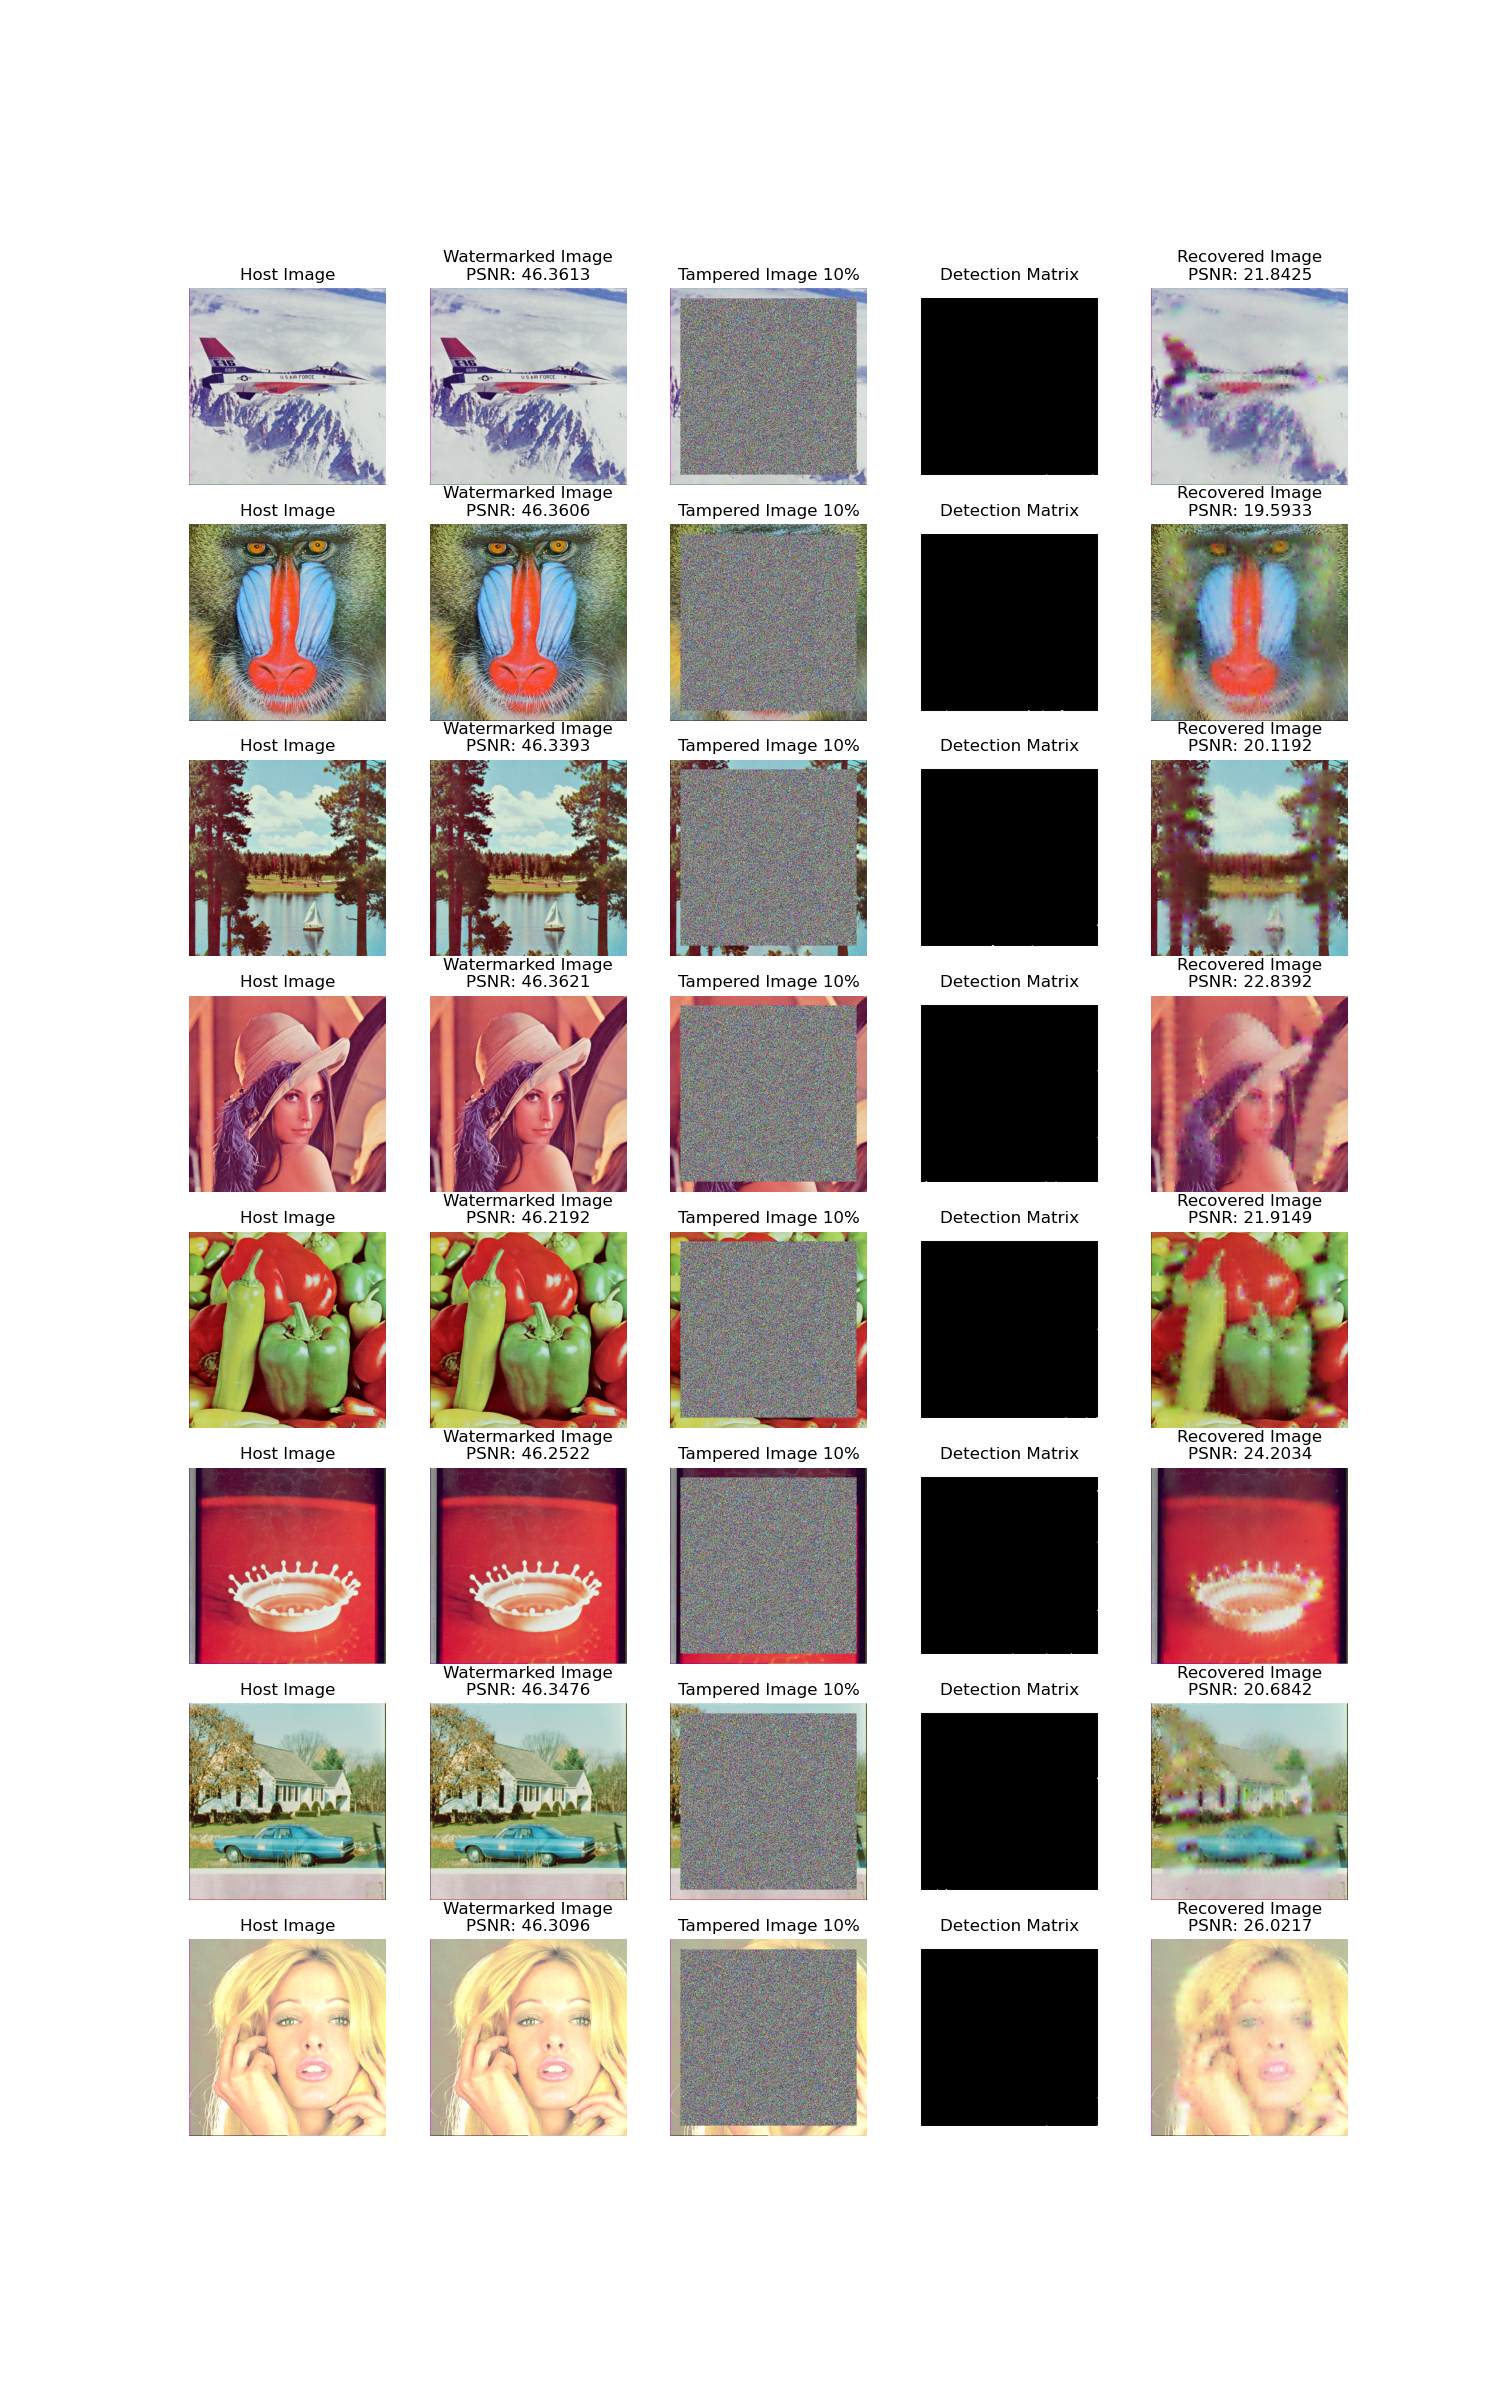 Host Image
Watermarked Image
PSNR: 46.3613
Tampered Image 10%
Detection Matrix
Recovered Image
PSNR: 21.8425
F16
U.S. AIR FORCE
F16
U.S. AIR FORCE
Host Image
Watermarked Image
PSNR: 46.3606
Tampered Image 10%
Detection Matrix
Recovered Image
PSNR: 19.5933
Host Image
Watermarked Image
PSNR: 46.3393
Tampered Image 10%
Detection Matrix
Recovered Image
PSNR: 20.1192
Host Image
Watermarked Image
PSNR: 46.3621
Tampered Image 10%
Detection Matrix
Recovered Image
PSNR: 22.8392
Host Image
Watermarked Image
PSNR: 46.2192
Tampered Image 10%
Detection Matrix
Recovered Image
PSNR: 21.9149
Host Image
Watermarked Image
PSNR: 46.2522
Tampered Image 10%
Detection Matrix
Recovered Image
PSNR: 24.2034
Host Image
Watermarked Image
PSNR: 46.3476
Tampered Image 10%
Detection Matrix
Recovered Image
PSNR: 20.6842
Host Image
Watermarked Image
PSNR: 46.3096
Tampered Image 10%
Detection Matrix
Recovered Image
PSNR: 26.0217